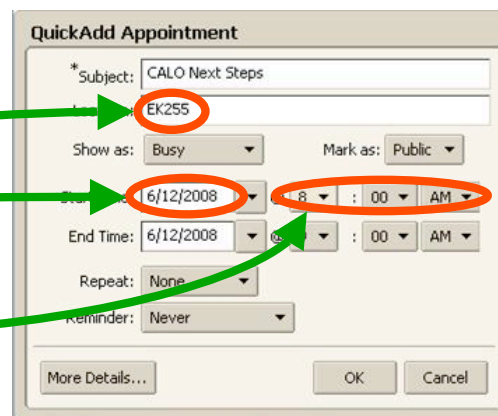 QuickAdd Appointment
*Subject: CALO Next Steps
EK255
Show as: Busy Mark as: Public
6/12/2008 @ 8 : 00 AM
End Time: 6/12/2008 @ : 00 AM
Repeat: None
Reminder: Never
More Details... OK Cancel